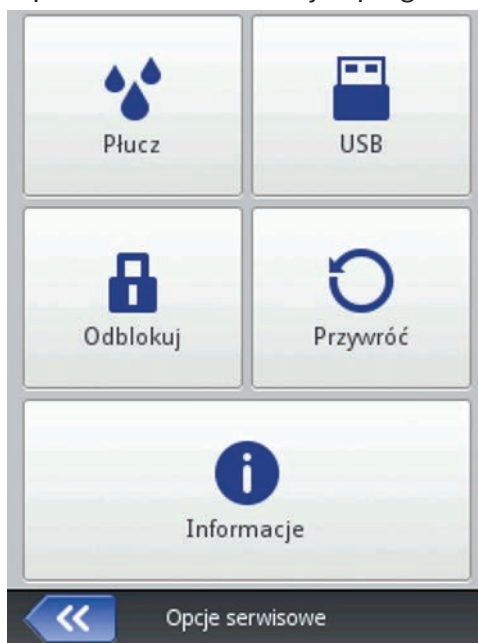 Płucz
USB
Odblokuj
Przywróć
Informacje
Opcje serwisowe